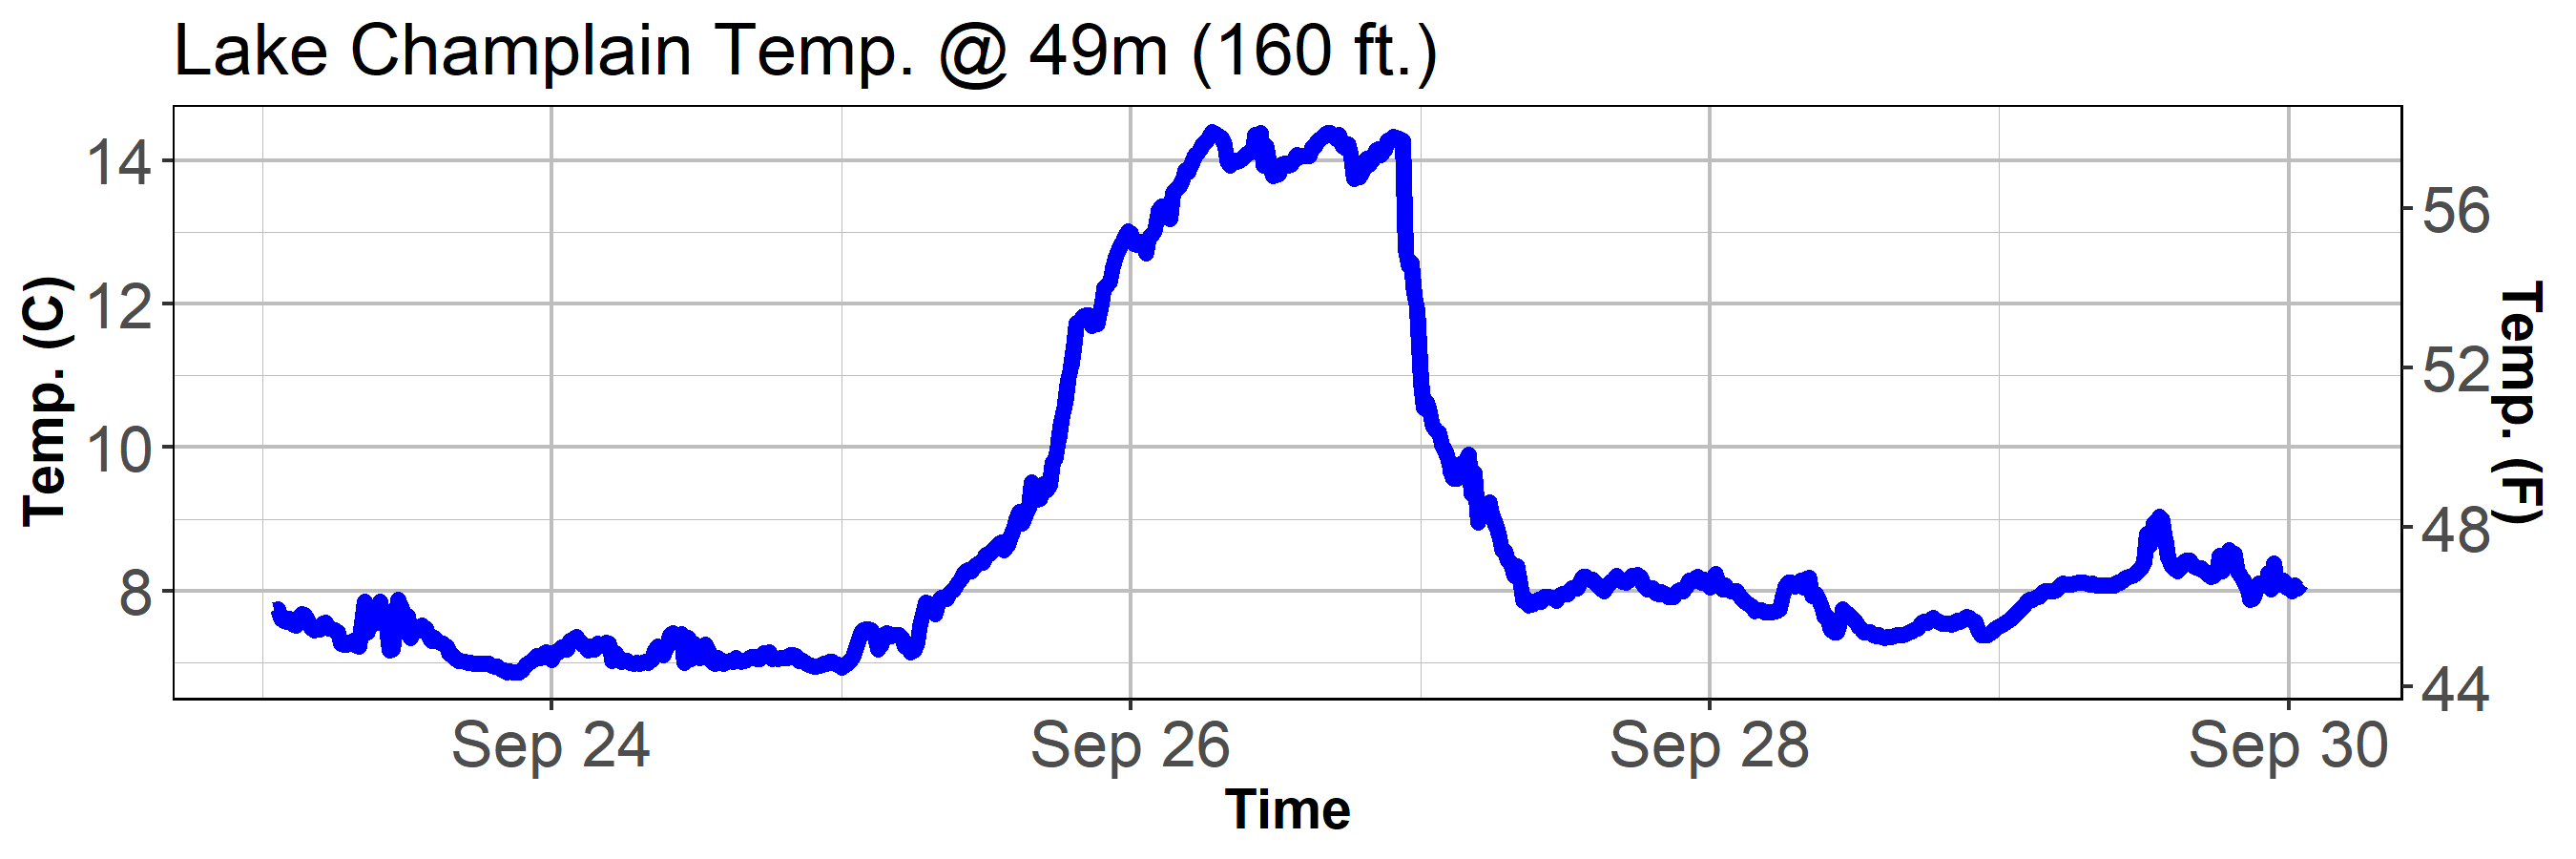 Lake Champlain Temp. @ 49m (160 ft.)
14
12
10
8
Temp. (C)
56
52
48
44
Temp. (F)
Sep 24 Sep 26 Sep 28 Sep 30
Time